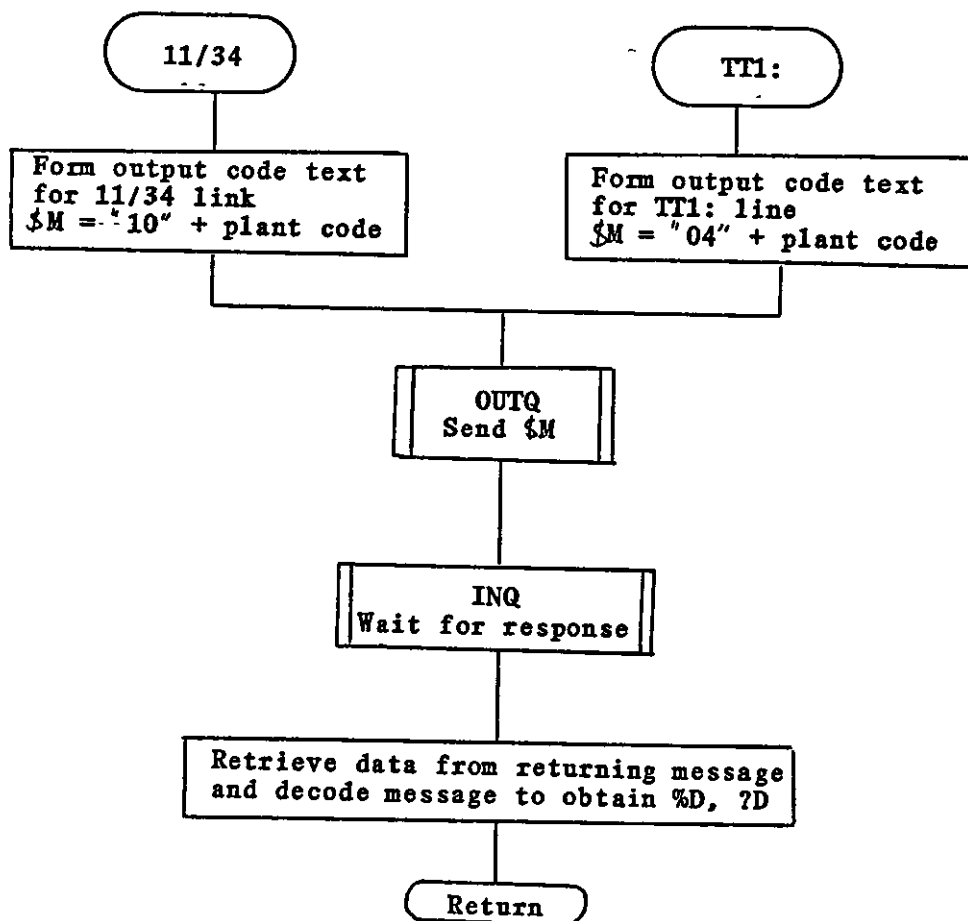 11/34
TT1:
Form output code text
for 11/34 link
$M = "10" + plant code
Form output code text
for TT1: line
$M = "04" + plant code
OUTQ
Send $M
INQ
Wait for response
Retrieve data from returning message
and decode message to obtain %D, ?D
Return